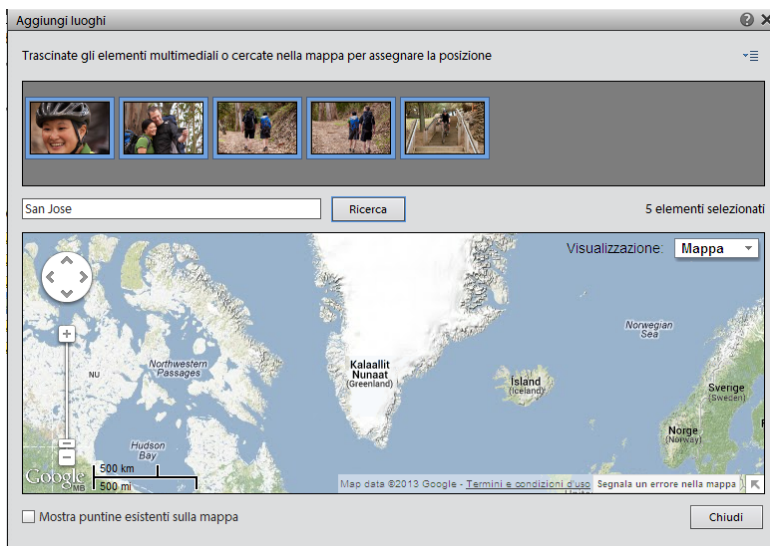 Aggiungi luoghi
Trascinate gli elementi multimediali o cercate nella mappa per assegnare la posizione
San Jose
Ricerca
5 elementi selezionati
Visualizzazione: Mappa
Norwegian
Sea
Northwestern
Passages
NU
Kalaallit
Nunaat
(Greenland)
Ísland
(Iceland)
Sverige
(Sweden)
Norge
(Norway)
Hudson
Bay
Google
MB
500 km
500 mi
Map data ©2013 Google - Termini e condizioni d'uso Segnala un errore nella mappa
Mostra puntine esistenti sulla mappa
Chiudi